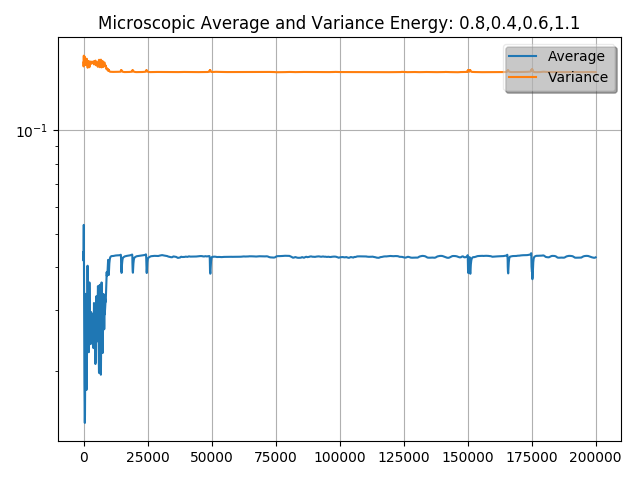 Microscopic Average and Variance Energy: 0.8,0.4,0.6,1.1
Average
Variance
10⁻¹
0 25000 50000 75000 100000 125000 150000 175000 200000